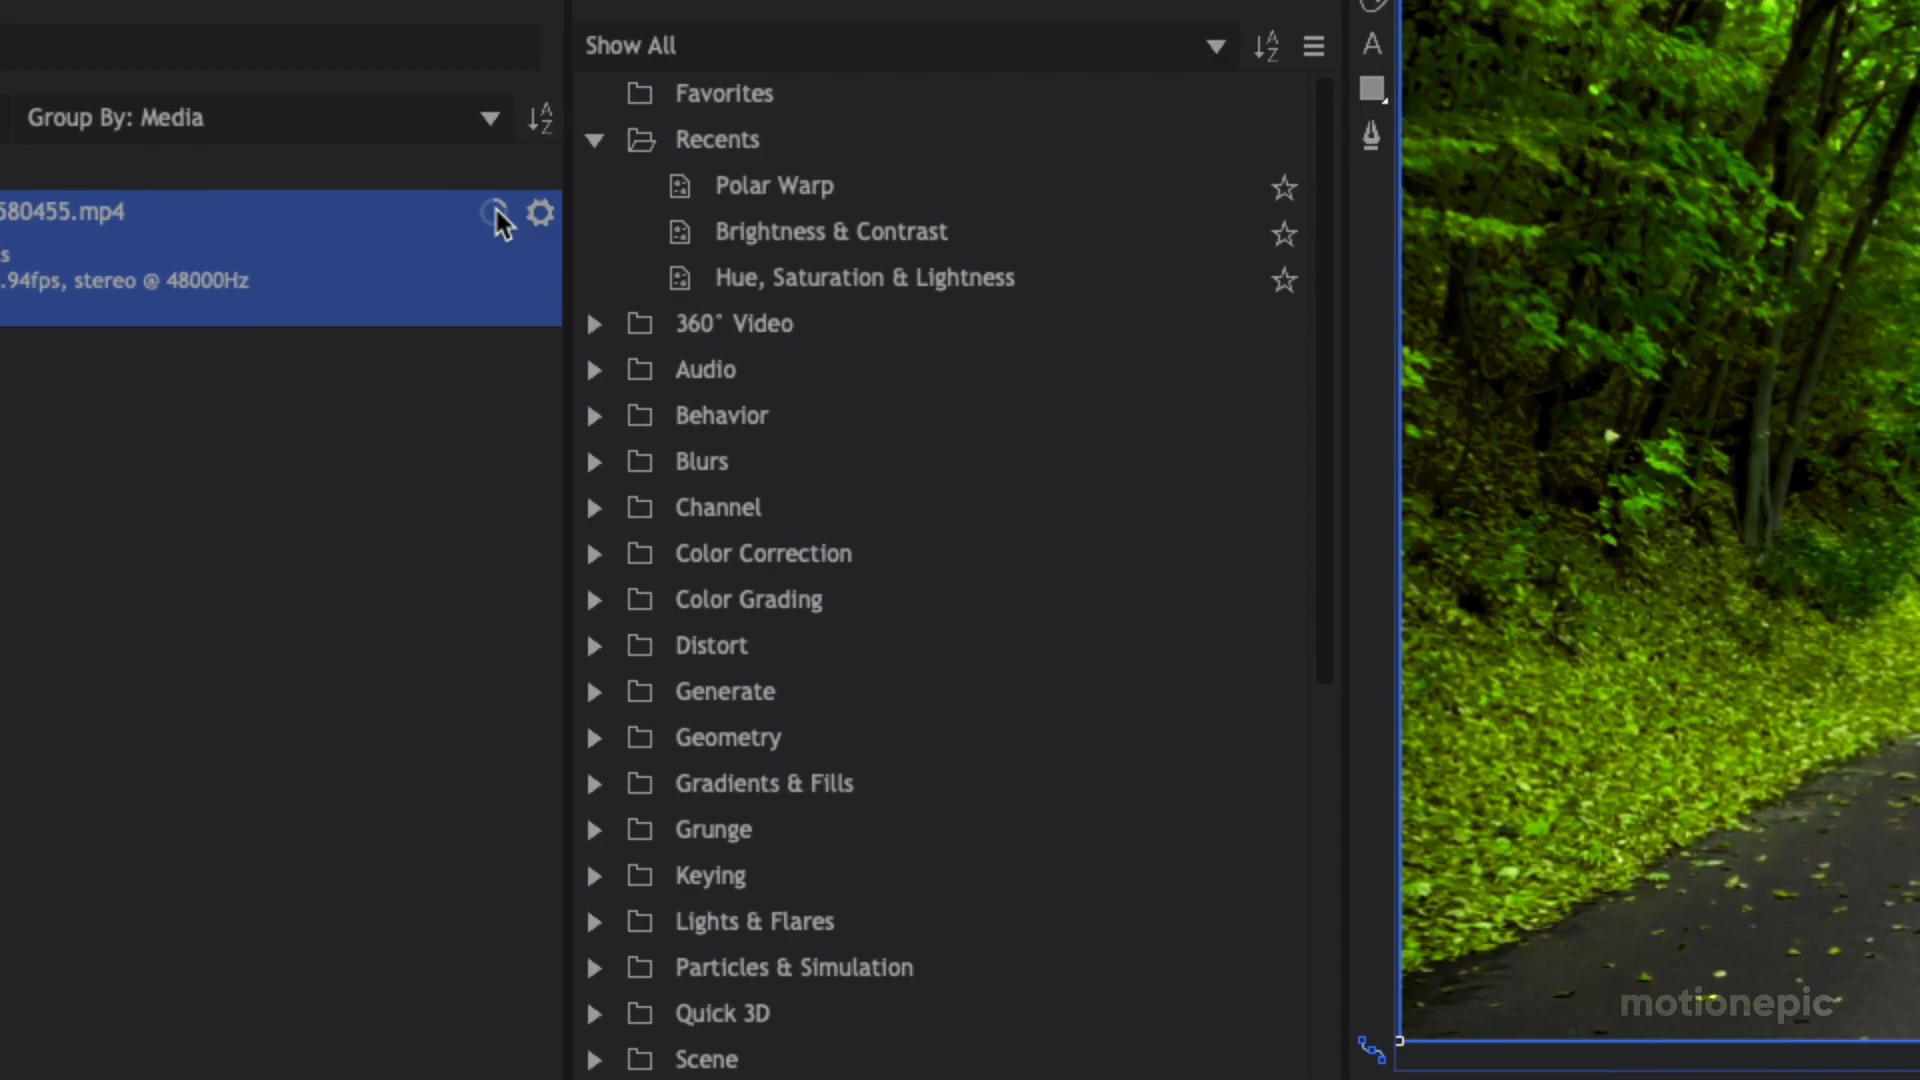 Show All
Group By: Media
580455.mp4
s
.94fps, stereo @ 48000Hz
Favorites
Recents
Polar Warp
Brightness & Contrast
Hue, Saturation & Lightness
360° Video
Audio
Behavior
Blurs
Channel
Color Correction
Color Grading
Distort
Generate
Geometry
Gradients & Fills
Grunge
Keying
Lights & Flares
Particles & Simulation
Quick 3D
Scene
A
motionepic